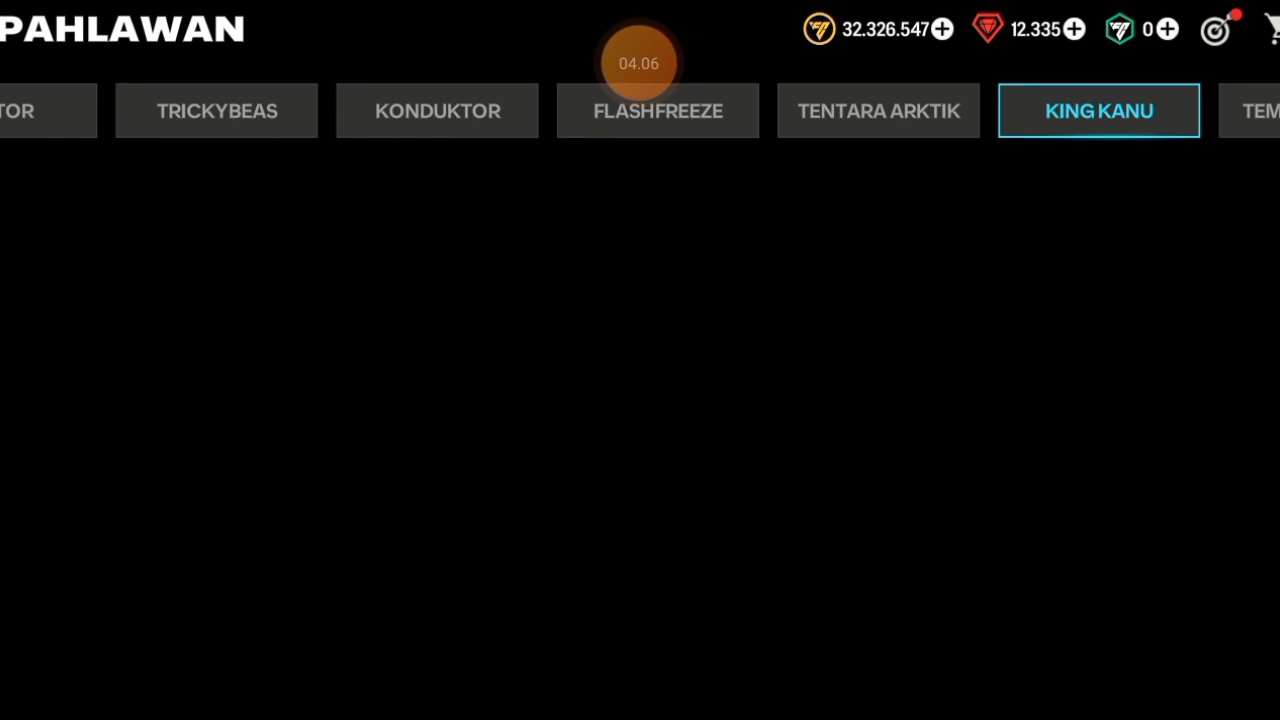 PAHLAWAN
32.326.547
12.335
0
04.06
TOR
TRICKYBEAS
KONDUKTOR
FLASHFREEZE
TENTARA ARKTIK
KING KANU
TEM